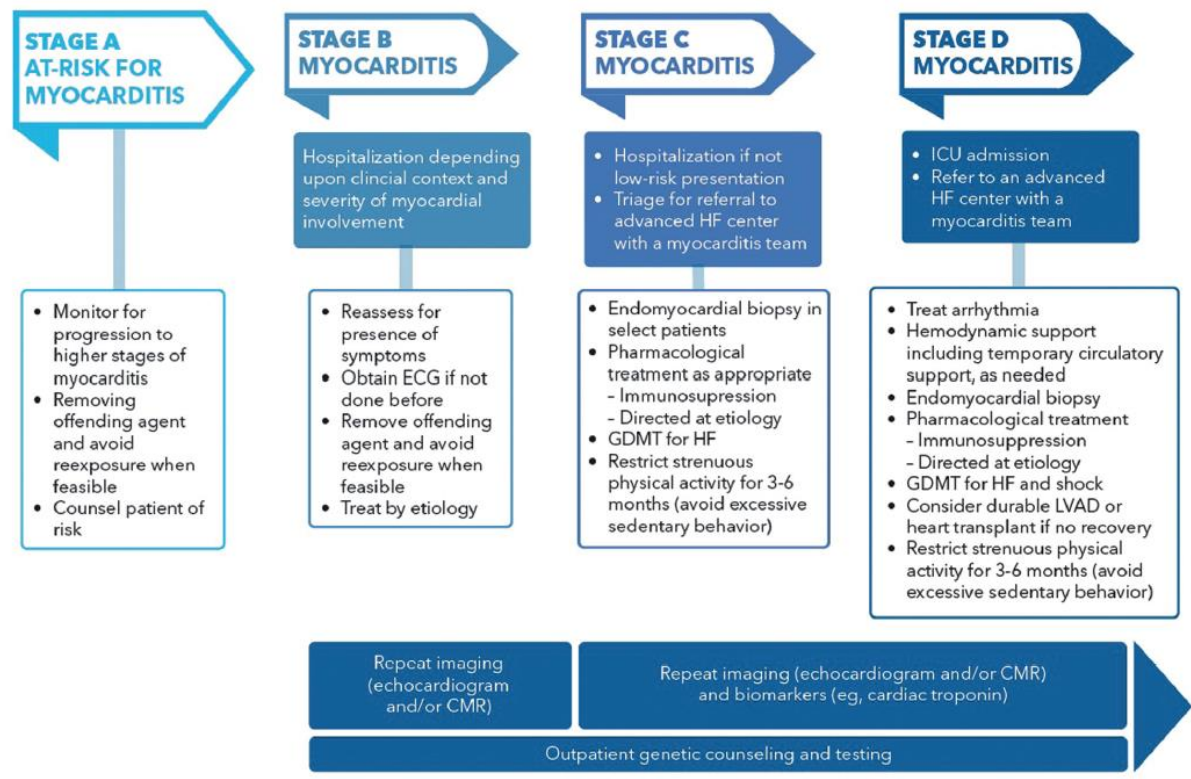 STAGE A
AT-RISK FOR
MYOCARDITIS
STAGE B
MYOCARDITIS
STAGE C
MYOCARDITIS
STAGE D
MYOCARDITIS
Hospitalization depending
upon clincial context and
severity of myocardial
involvement
• Hospitalization if not
low-risk presentation
• Triage for referral to
advanced HF center
with a myocarditis team
• ICU admission
• Refer to an advanced
HF center with a
myocarditis team
• Monitor for
progression to
higher stages of
myocarditis
• Removing
offending agent
and avoid
reexposure when
feasible
• Counsel patient of
risk
• Reassess for
presence of
symptoms
• Obtain ECG if not
done before
• Remove offending
agent and avoid
reexposure when
feasible
• Treat by etiology
• Endomyocardial biopsy in
select patients
• Pharmacological
treatment as appropriate
– Immunosupression
– Directed at etiology
• GDMT for HF
• Restrict strenuous
physical activity for 3-6
months (avoid excessive
sedentary behavior)
• Treat arrhythmia
• Hemodynamic support
including temporary circulatory
support, as needed
• Endomyocardial biopsy
• Pharmacological treatment
– Immunosuppression
– Directed at etiology
• GDMT for HF and shock
• Consider durable LVAD or
heart transplant if no recovery
• Restrict strenuous physical
activity for 3-6 months (avoid
excessive sedentary behavior)
Repeat imaging
(echocardiogram
and/or CMR)
Repeat imaging (echocardiogram and/or CMR)
and biomarkers (eg, cardiac troponin)
Outpatient genetic counseling and testing